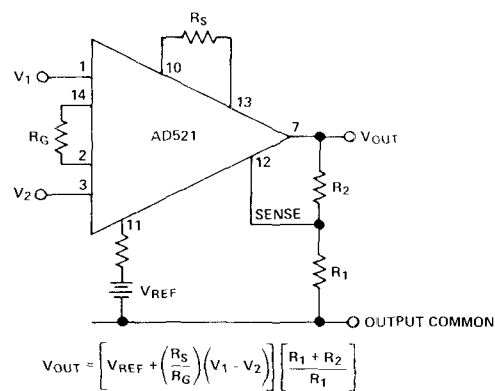 RS
10
13
V1
1
14
RG
2
V2
3
AD521
7
VOUT
12
SENSE
R2
11
R1
VREF
OUTPUT COMMON
VOUT = [VREF + (RS/RG)(V1 - V2)] [R1 + R2/R1]